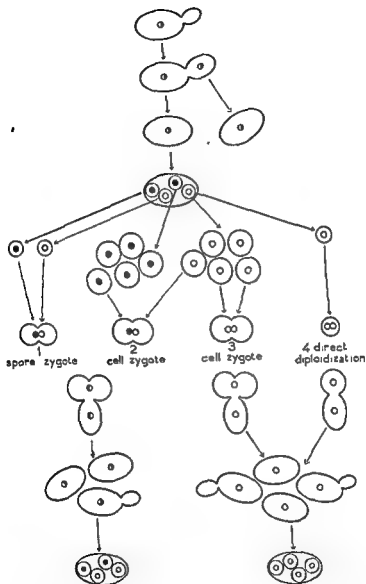 1
spore zygote
2
cell zygote
3
cell zygote
4 direct
diploidization